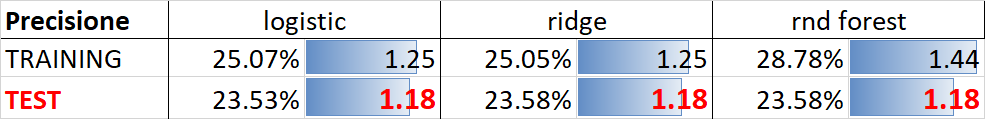 Precisione logistic ridge rnd forest
TRAINING 25.07% 1.25 25.05% 1.25 28.78% 1.44
TEST 23.53% 1.18 23.58% 1.18 23.58% 1.18